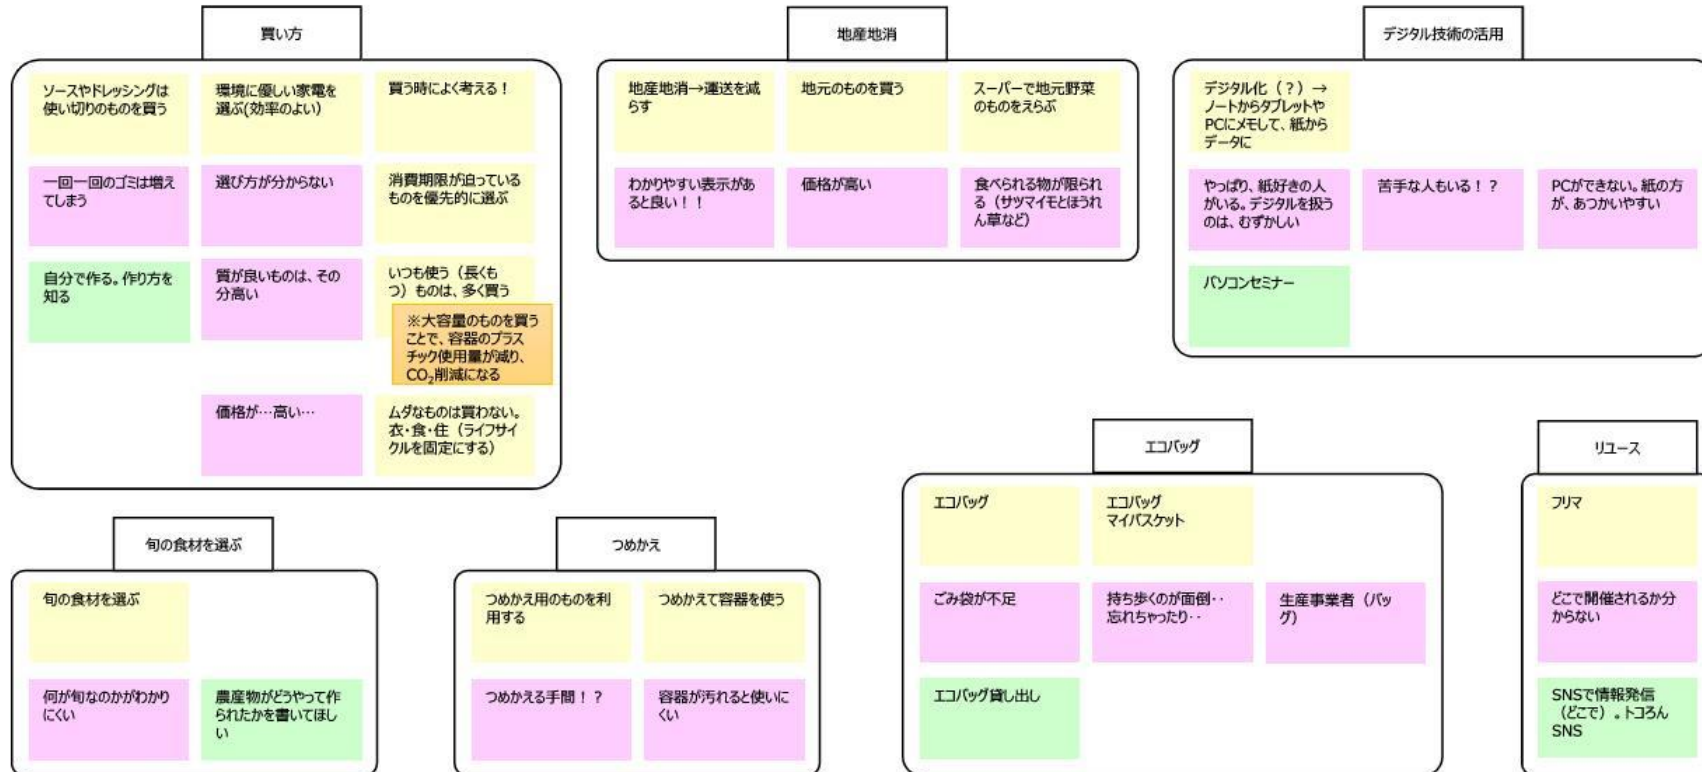 買い方
ソースやドレッシングは
使い切りのものを買う
環境に優しい家電を
選ぶ(効率のよい）
買う時によく考える！
一回一回のゴミは増え
てしまう
選び方が分からない
消費期限が迫っている
ものを優先的に選ぶ
自分で作る。作り方を
知る
質が良いものは、その
分高い
いつも使う（長くも
つ）ものは、多く買う
※大容量のものを買う
ことで、容器のプラス
チック使用量が減り、
CO₂削減になる
価格が…高い…
ムダなものは買わない。
衣・食・住（ライフサイ
クルを固定にする）
地産地消
地産地消→運送を減
らす
地元のものを買う
スーパーで地元野菜
のものをえらぶ
わかりやすい表示があ
ると良い！！
価格が高い
食べられる物が限られ
る（サツマイモとほうれ
ん草など）
デジタル技術の活用
デジタル化（？）→
ノートからタブレットや
PCにメモして、紙から
データに
やっぱり、紙好きの人
がいる。デジタルを扱う
のは、むずかしい
苦手な人もいる！？
PCができない。紙の方
が、あつかいやすい
パソコンセミナー
旬の食材を選ぶ
旬の食材を選ぶ
何が旬なのかがわかり
にくい
農産物がどうやって作
られたかを書いてほし
い
つめかえ
つめかえ用のものを利
用する
つめかえて容器を使う
つめかえる手間！？
容器が汚れると使いに
くい
エコバッグ
エコバッグ
エコバッグ
マイバスケット
ごみ袋が不足
持ち歩くのが面倒‥
忘れちゃったり‥
生産事業者（バッ
グ）
エコバッグ貸し出し
リユース
フリマ
どこで開催されるか分
からない
SNSで情報発信
（どこで）。トコろん
SNS